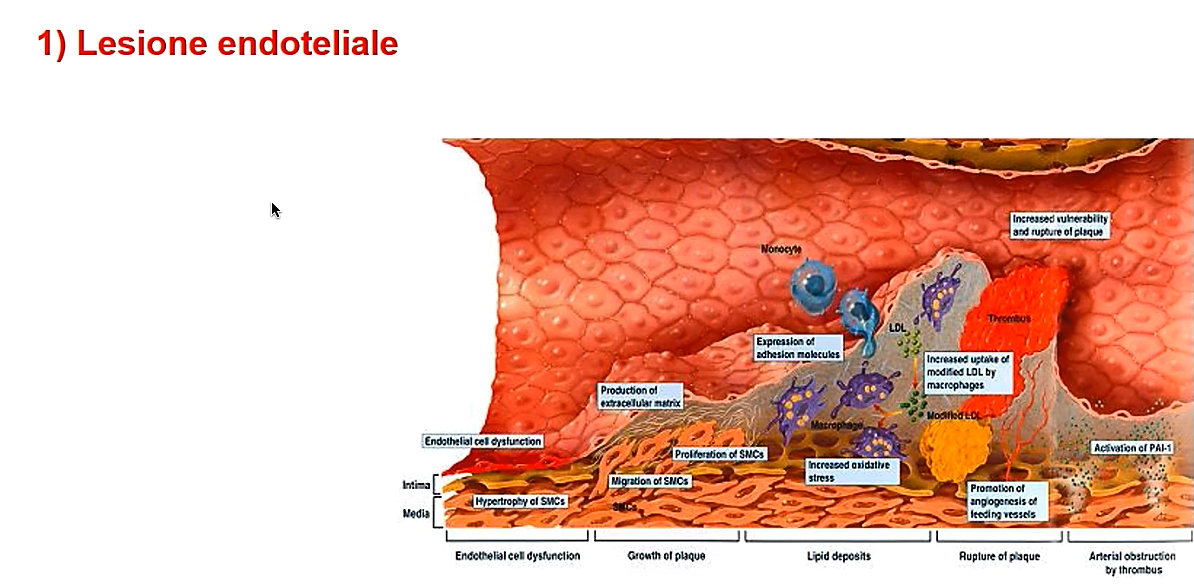 1) Lesione endoteliale
Increased vulnerability
and rupture of plaque
Monocyte
Thrombus
LDL
Expression of
adhesion molecules
Increased uptake of
modified LDL by
macrophages
Production of
extracellular matrix
Modified LDL
Macrophage
Endothelial cell dysfunction
Activation of PAI-1
Proliferation of SMCs
Increased oxidative
stress
Intima
Migration of SMCs
Promotion of
angiogenesis of
feeding vessels
Hypertrophy of SMCs
SMCs
Media
Endothelial cell dysfunction
Growth of plaque
Lipid deposits
Rupture of plaque
Arterial obstruction
by thrombus